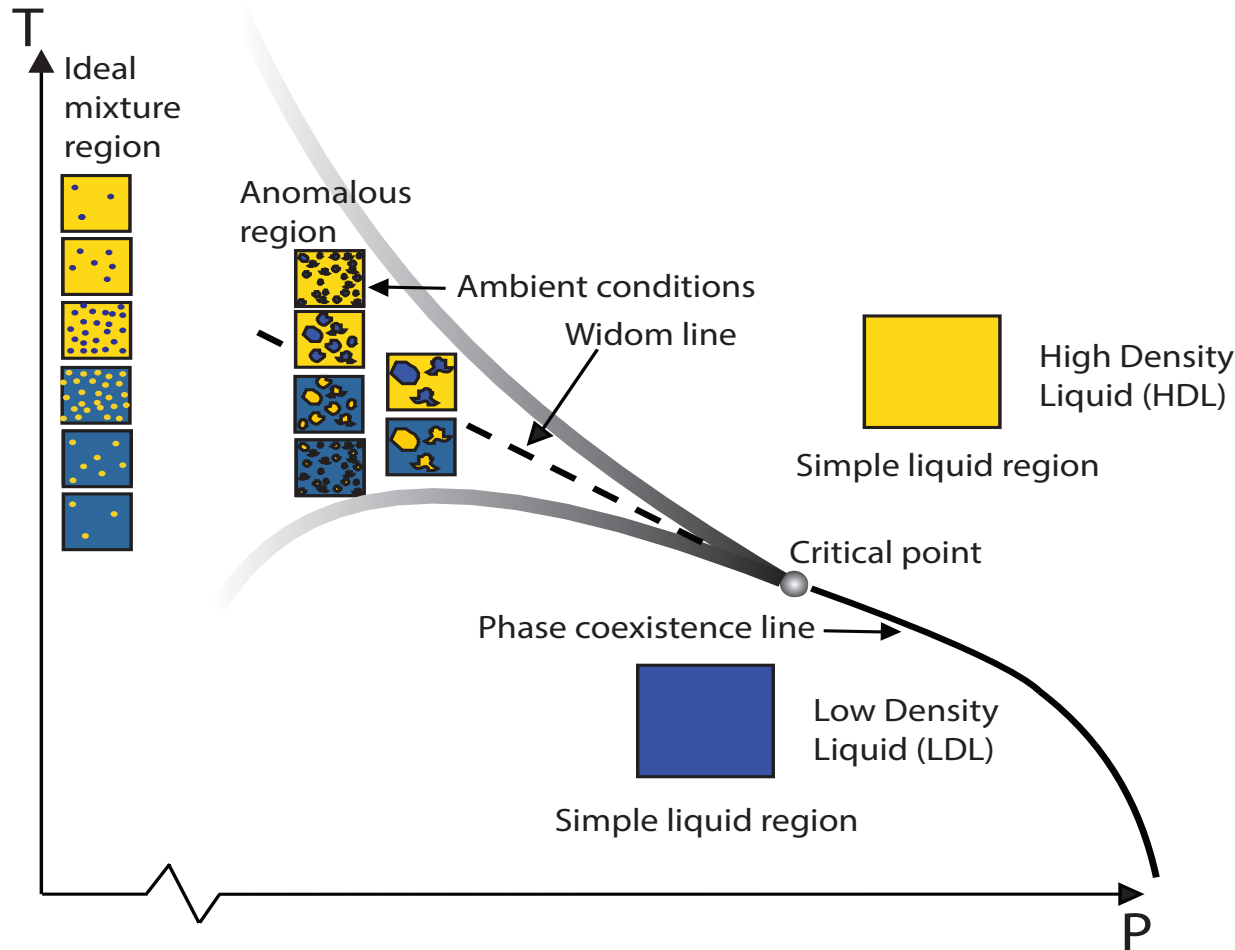 T
Ideal
mixture
region
Anomalous
region
Ambient conditions
Widom line
High Density
Liquid (HDL)
Simple liquid region
Critical point
Phase coexistence line
Low Density
Liquid (LDL)
Simple liquid region
P